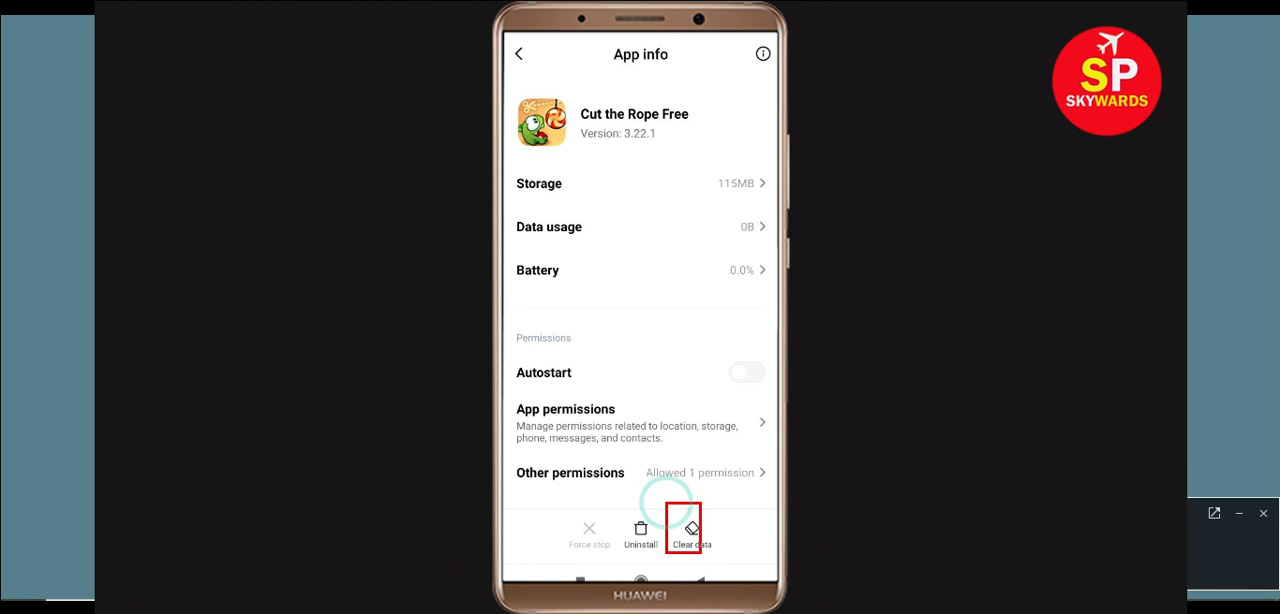 App info
SP
SKYWARDS
Cut the Rope Free
Version: 3.22.1
Storage 115MB
Data usage 0B
Battery 0.0%
Permissions
Autostart
App permissions
Manage permissions related to location, storage,
phone, messages, and contacts.
Other permissions Allowed 1 permission
Force stop Uninstall Clear data
HUAWEI